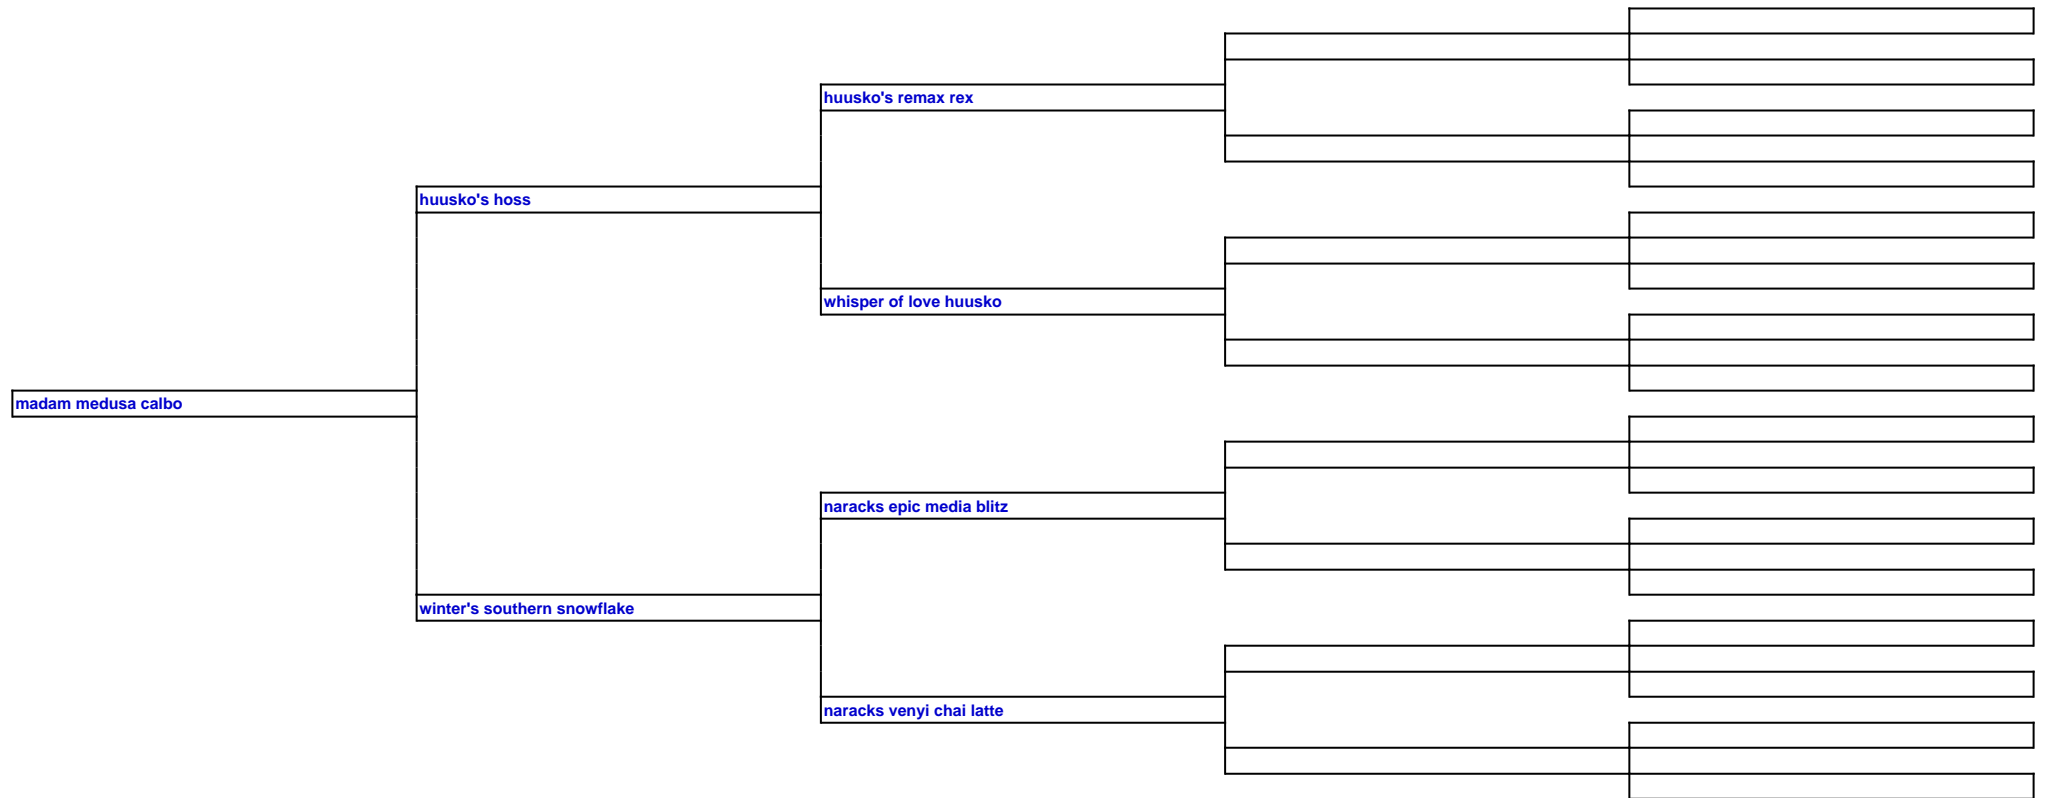 huusko's remax rex
huusko's hoss
whisper of love huusko
madam medusa calbo
naracks epic media blitz
winter's southern snowflake
naracks venyi chai latte